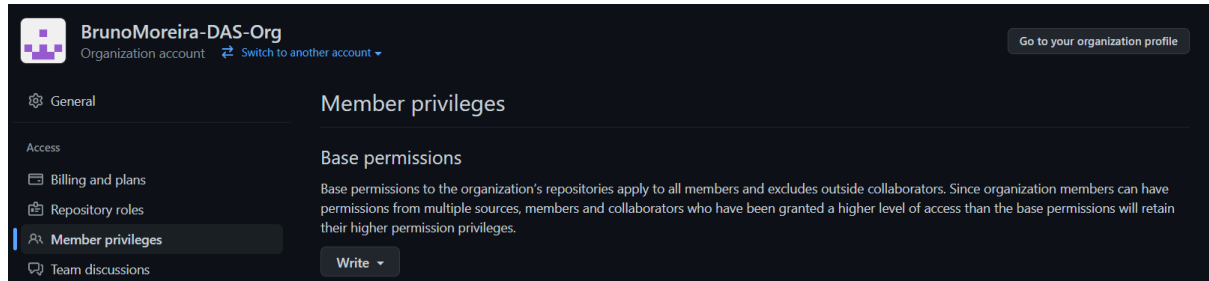 BrunoMoreira-DAS-Org
Organization account Switch to another account
Go to your organization profile
General
Access
Billing and plans
Repository roles
Member privileges
Team discussions
Member privileges
Base permissions
Base permissions to the organization's repositories apply to all members and excludes outside collaborators. Since organization members can have
permissions from multiple sources, members and collaborators who have been granted a higher level of access than the base permissions will retain
their higher permission privileges.
Write